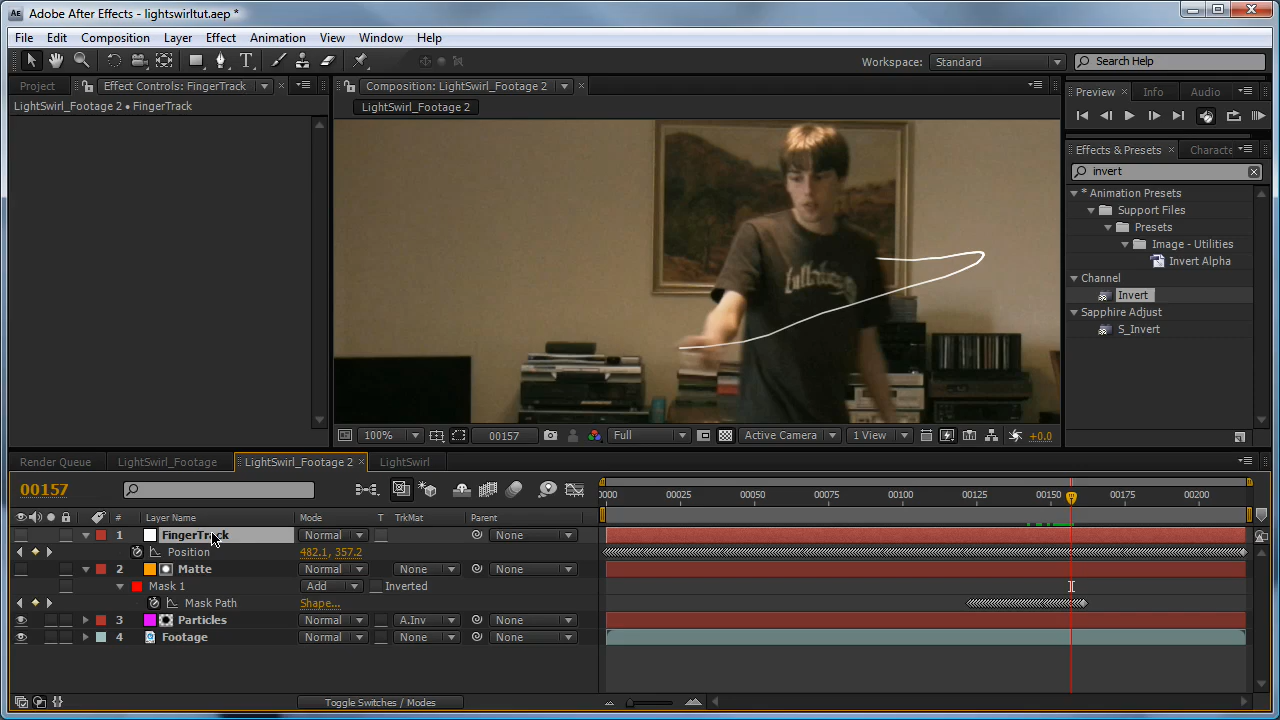 Adobe After Effects - lightswirltut.aep *
File Edit Composition Layer Effect Animation View Window Help
Workspace: Standard Search Help
Project Effect Controls: FingerTrack Composition: LightSwirl_Footage 2 Preview Info Audio
LightSwirl_Footage 2 • FingerTrack LightSwirl_Footage 2
Effects & Presets Characte
invert
* Animation Presets
Support Files
Presets
Image - Utilities
Invert Alpha
Channel
Invert
Sapphire Adjust
S_Invert
100% 00157 Full Active Camera 1 View +0.0
Render Queue LightSwirl_Footage LightSwirl_Footage 2 LightSwirl
00157 0000 00025 00050 00075 00100 00125 00150 00175 00200
# Layer Name Mode T TrkMat Parent
1 FingerTrack Normal None
Position 482.1, 357.2
2 Matte Normal None None
Mask 1 Add Inverted
Mask Path Shape...
3 Particles Normal A.Inv None
4 Footage Normal None None
Toggle Switches / Modes